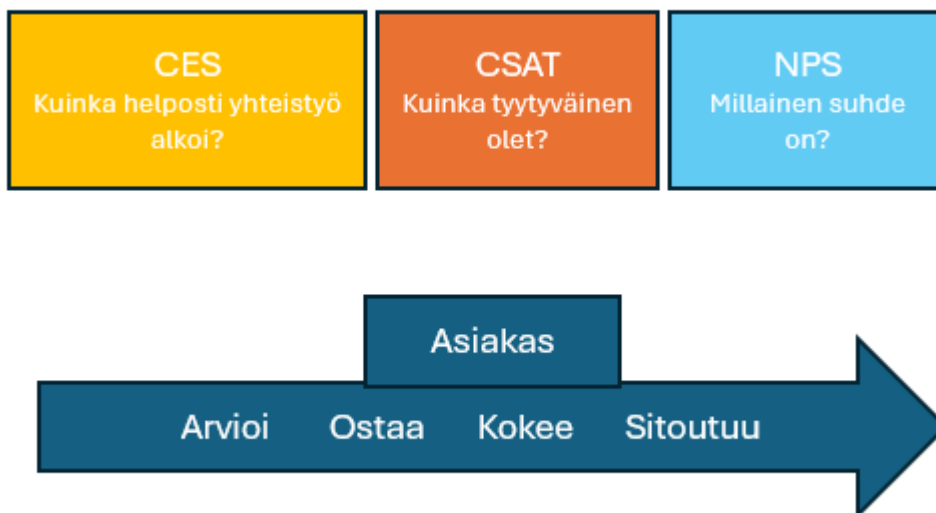 CES
Kuinka helposti yhteistyö
alkoi?
CSAT
Kuinka tyytyväinen
olet?
NPS
Millainen suhde
on?
Asiakas
Arvioi Ostaa Kokee Sitoutuu